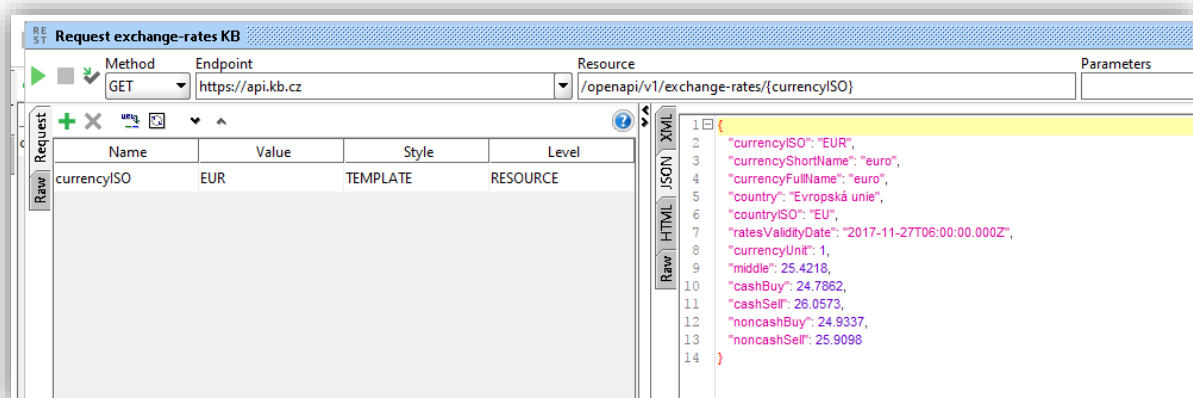 RE
ST Request exchange-rates KB
Method Endpoint Resource Parameters
GET https://api.kb.cz /openapi/v1/exchange-rates/{currencyISO}
Request
Raw
Name Value Style Level
currencyISO EUR TEMPLATE RESOURCE
XML
JSON
HTML
Raw
1 {
2 "currencyISO": "EUR",
3 "currencyShortName": "euro",
4 "currencyFullName": "euro",
5 "country": "Evropská unie",
6 "countryISO": "EU",
7 "ratesValidityDate": "2017-11-27T06:00:00.000Z",
8 "currencyUnit": 1,
9 "middle": 25.4218,
10 "cashBuy": 24.7862,
11 "cashSell": 26.0573,
12 "noncashBuy": 24.9337,
13 "noncashSell": 25.9098
14 }